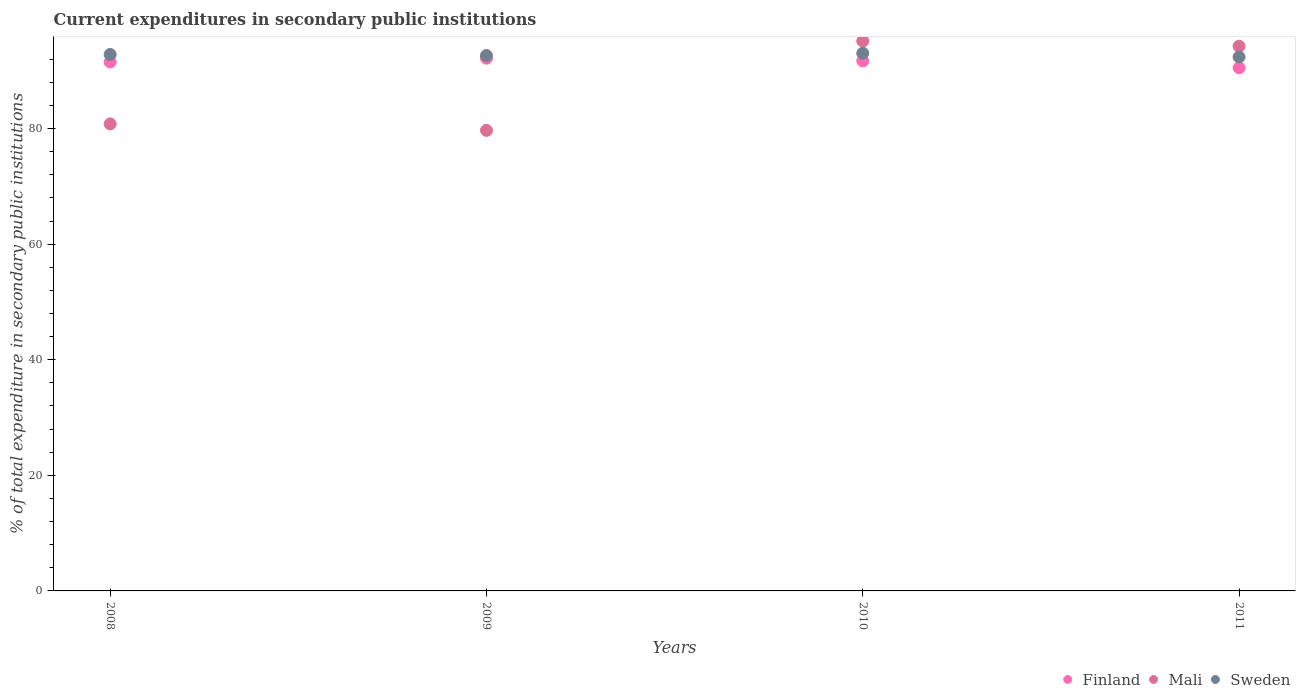 Current expenditures in secondary public institutions
% of total expenditure in secondary public institutions
80
60
40
20
0
2008
2009
2010
2011
Years
Finland
Mali
Sweden